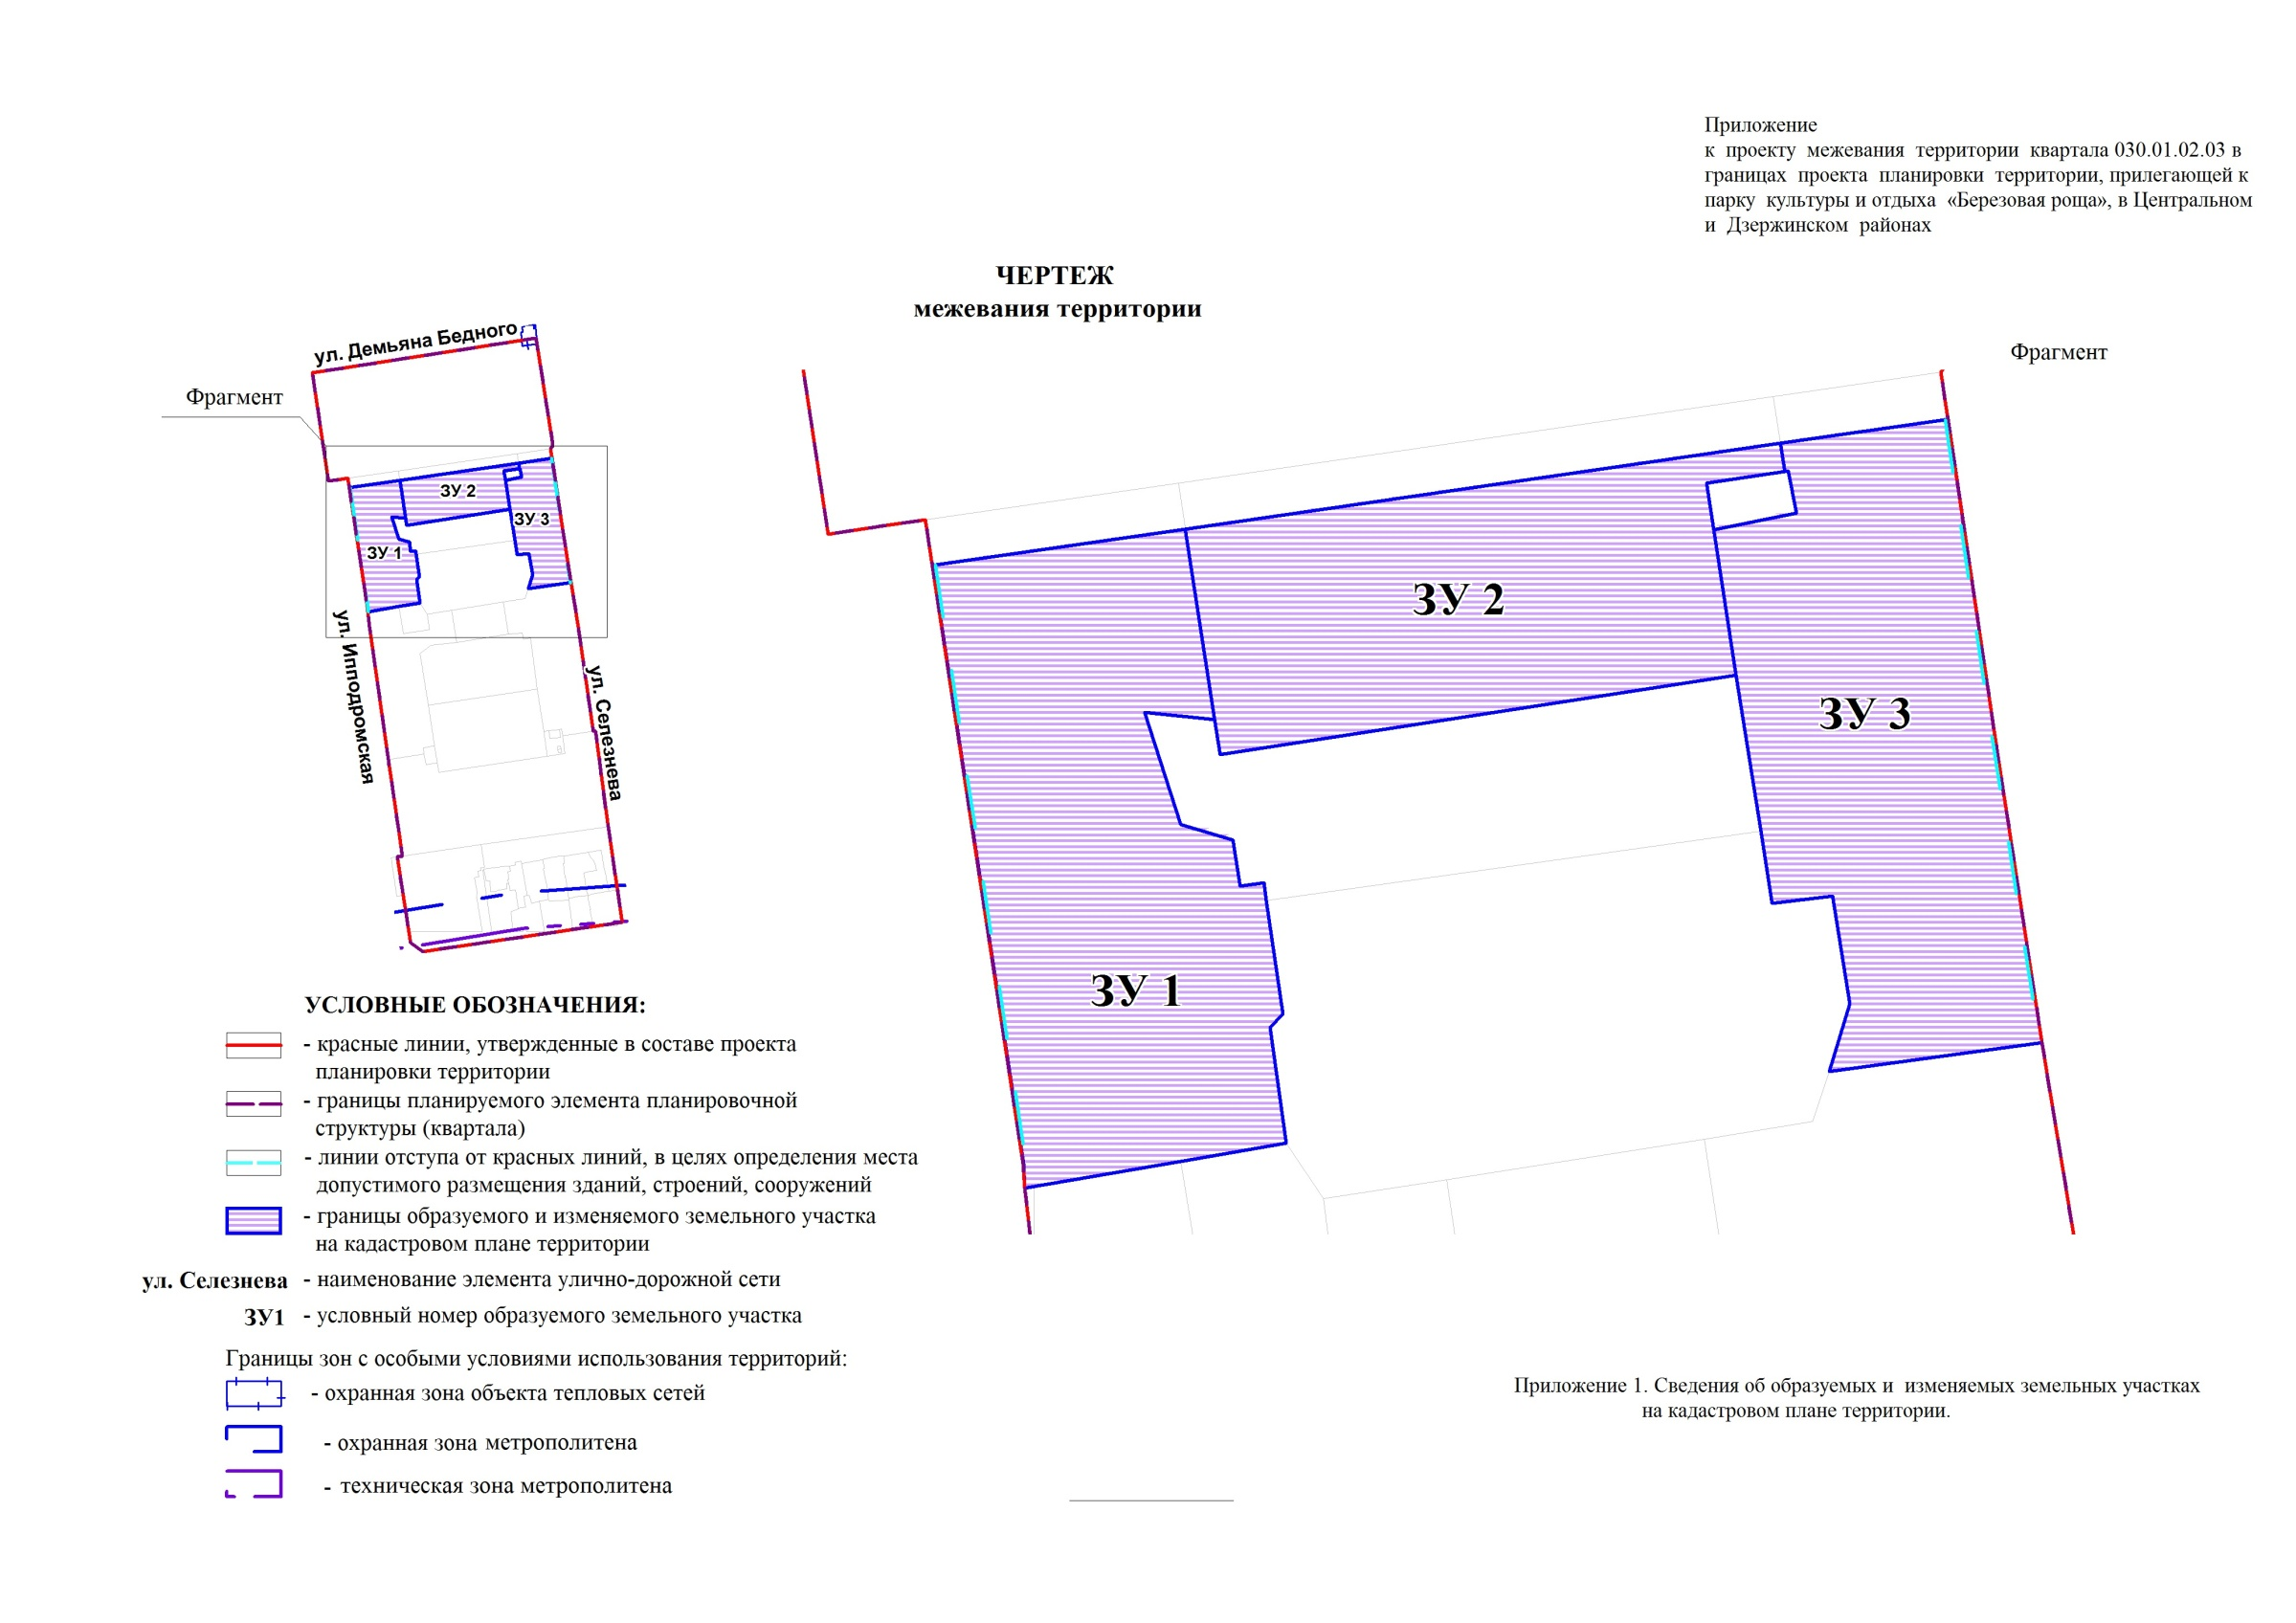 Приложение
к проекту межевания территории квартала 030.01.02.03 в
границах проекта планировки территории, прилегающей к
парку культуры и отдыха «Березовая роща», в Центральном
и Дзержинском районах
ЧЕРТЕЖ
межевания территории
ул. Демьяна Бедного
Фрагмент
ЗУ 2
ЗУ 3
ЗУ 1
ул. Ипподромская
ул. Селезнева
Фрагмент
ЗУ 2
ЗУ 3
ЗУ 1
УСЛОВНЫЕ ОБОЗНАЧЕНИЯ:
- красные линии, утвержденные в составе проекта
планировки территории
- границы планируемого элемента планировочной
структуры (квартала)
- линии отступа от красных линий, в целях определения места
допустимого размещения зданий, строений, сооружений
- границы образуемого и изменяемого земельного участка
на кадастровом плане территории
ул. Селезнева - наименование элемента улично-дорожной сети
ЗУ1 - условный номер образуемого земельного участка
Границы зон с особыми условиями использования территорий:
- охранная зона объекта тепловых сетей
- охранная зона метрополитена
- техническая зона метрополитена
Приложение 1. Сведения об образуемых и изменяемых земельных участках
на кадастровом плане территории.